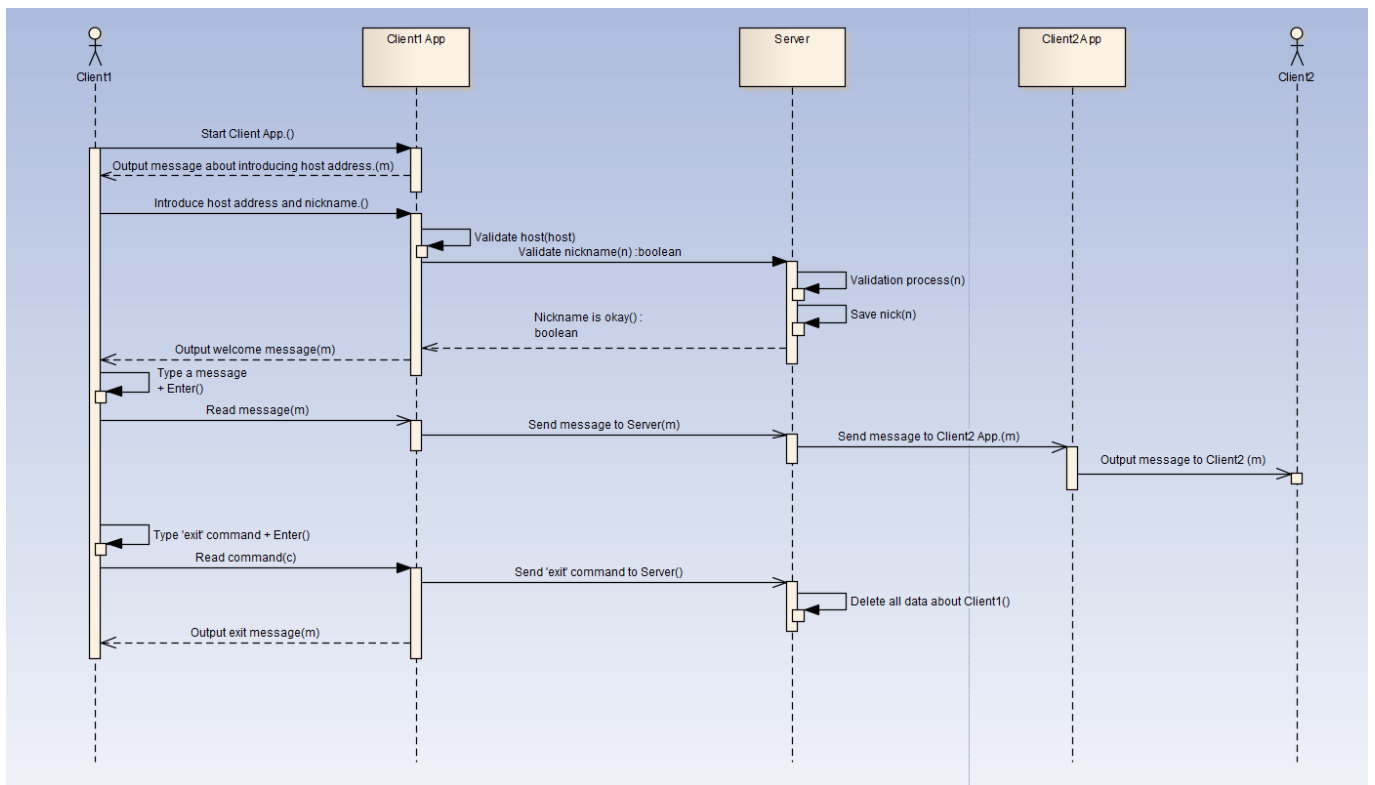 Client1
Client1 App
Server
Client2App
Client2
Start Client App.()
Output message about introducing host address.(m)
Introduce host address and nickname.()
Validate host(host)
Validate nickname(n) :boolean
Validation process(n)
Save nick(n)
Nickname is okay() :
boolean
Output welcome message(m)
Type a message
+ Enter()
Read message(m)
Send message to Server(m)
Send message to Client2 App.(m)
Output message to Client2 (m)
Type 'exit' command + Enter()
Read command(c)
Send 'exit' command to Server()
Delete all data about Client1()
Output exit message(m)